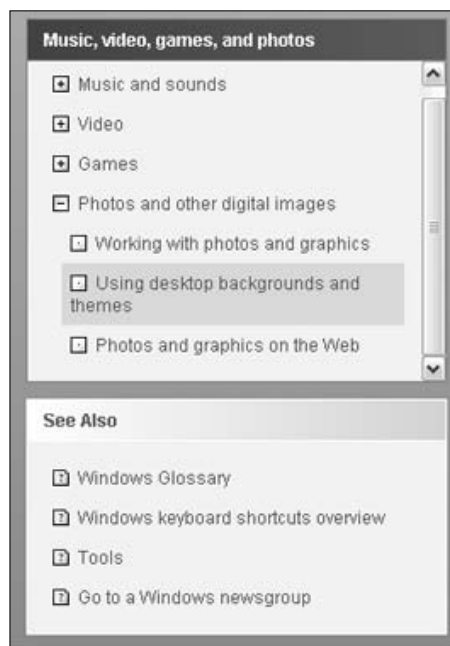 Music, video, games, and photos
Music and sounds
Video
Games
Photos and other digital images
Working with photos and graphics
Using desktop backgrounds and
themes
Photos and graphics on the Web
See Also
Windows Glossary
Windows keyboard shortcuts overview
Tools
Go to a Windows newsgroup